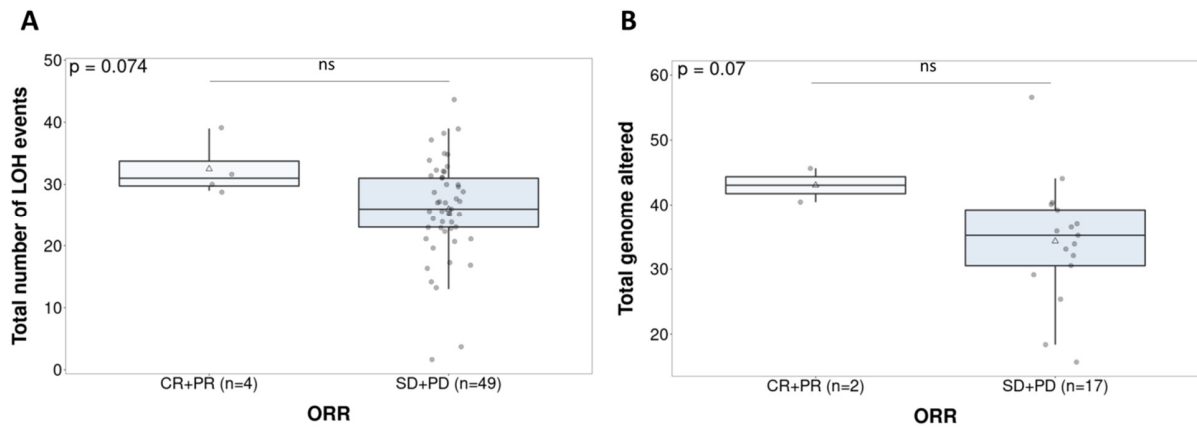 A
p = 0.074
ns
Total number of LOH events
50
40
30
20
10
0
CR+PR (n=4)
SD+PD (n=49)
ORR
B
p = 0.07
ns
Total genome altered
60
50
40
30
20
CR+PR (n=2)
SD+PD (n=17)
ORR